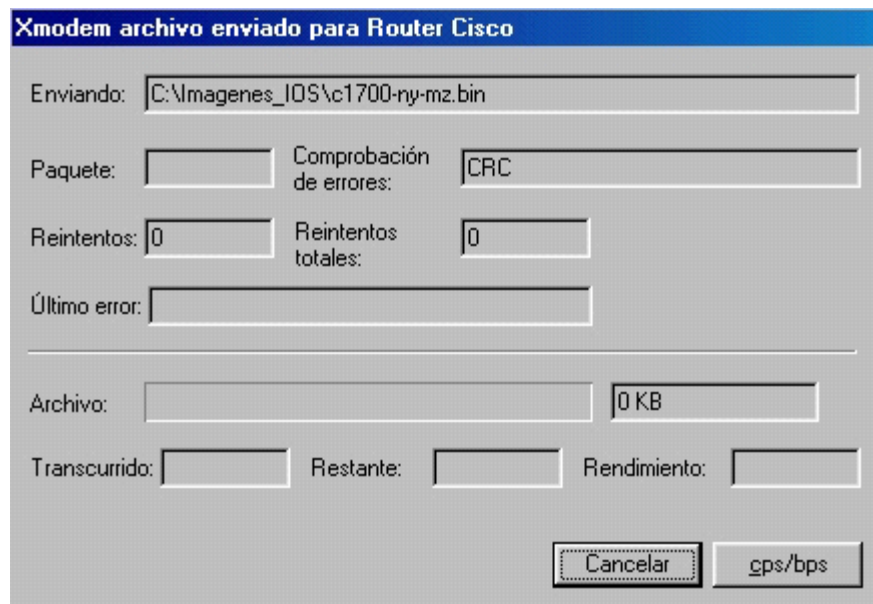 Xmodem archivo enviado para Router Cisco
Enviando: C:\Imagenes_IOS\c1700-ny-mz.bin
Paquete: Comprobación de errores: CRC
Reintentos: 0 Reintentos totales: 0
Último error:
Archivo: 0 KB
Transcurrido: Restante: Rendimiento:
Cancelar cps/bps